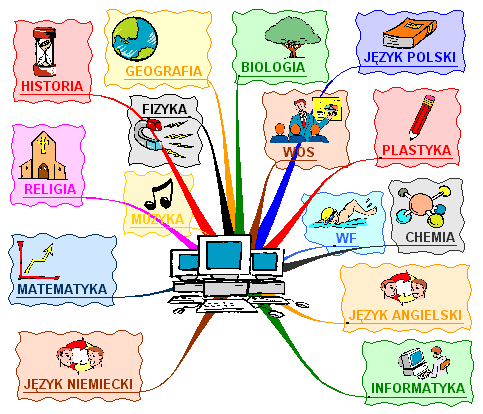 HISTORIA
GEOGRAFIA
BIOLOGIA
JĘZYK POLSKI
FIZYKA
WOS
PLASTYKA
RELIGIA
MUZYKA
WF
CHEMIA
MATEMATYKA
JĘZYK ANGIELSKI
JĘZYK NIEMIECKI
INFORMATYKA